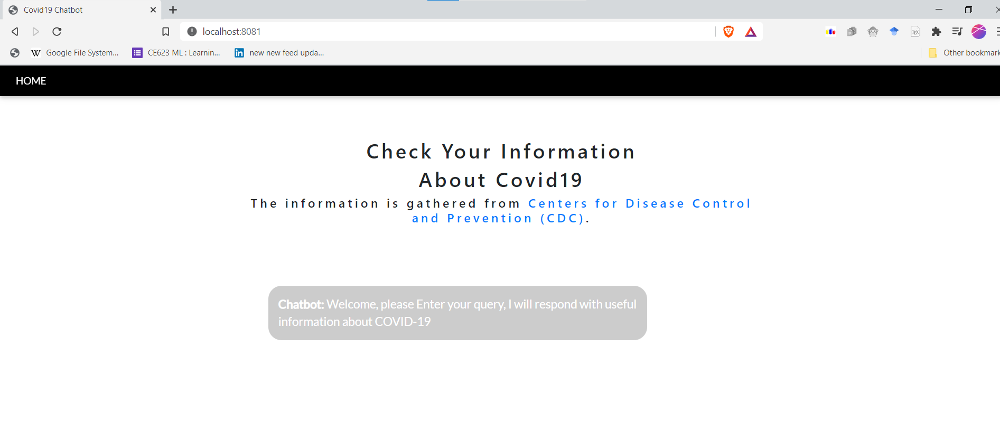 Covid19 Chatbot
localhost:8081
W Google File System... CE623 ML : Learnin... in new new feed upda... Other bookmark
TEX
HOME
Check Your Information
About Covid19
The information is gathered from Centers for Disease Control
and Prevention (CDC).
Chatbot: Welcome, please Enter your query, I will respond with useful
information about COVID-19